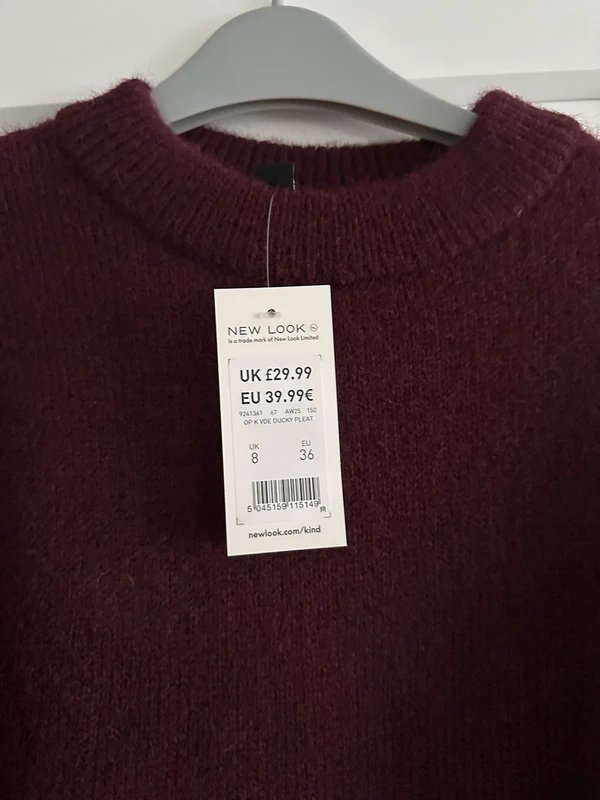 NEW LOOK
is a trade mark of New Look Limited
UK £29.99
EU 39.99€
9241361 67 AW25 150
OP K VDE DUCKY PLEAT
UK EU
8 36
5 045159 115149
newlook.com/kind